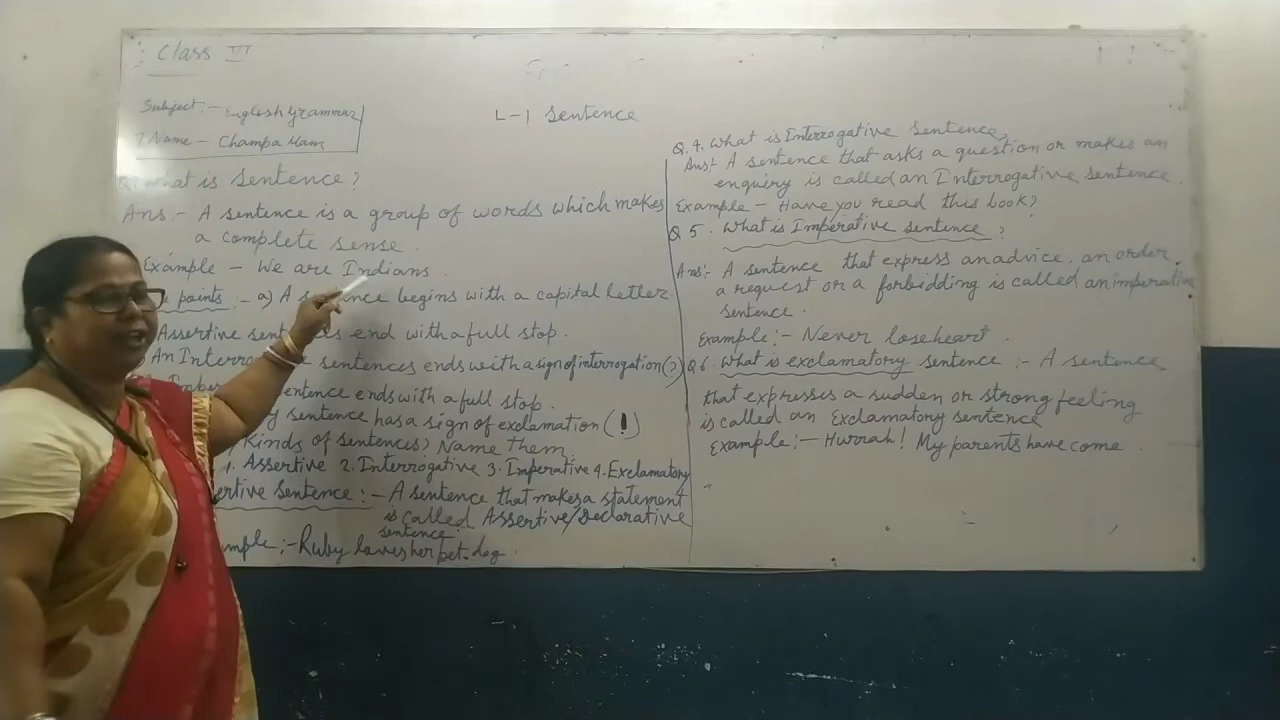 Class VI
Subject :- English Grammar
T Name - Champa Mam
L-1 Sentence
Q1 What is Sentence?
Ans :- A sentence is a group of words which makes
a complete sense.
Example - We are Indians.
points :- a) A sentence begins with a capital letter
Assertive sentences end with a full stop.
An Interrogative sentences ends with a sign of interrogation (?)
sentence ends with a full stop.
sentence has a sign of exclamation (!)
Kinds of sentences? Name them.
1. Assertive 2. Interrogative 3. Imperative 4. Exclamatory
Sentence :- A sentence that makes a statement
is called Assertive/Declarative
sentence.
:- Ruby loves her pet dog.
Q.4. What is Interrogative Sentence,
Ans :- A sentence that asks a question or makes an
enquiry is called an Interrogative sentence.
Example - Have you read this book?
Q 5. What is Imperative sentence ?
Ans :- A sentence that express an advice, an order,
a request or a forbidding is called an imperative
sentence.
Example :- Never lose heart.
Q 6. What is exclamatory sentence :- A sentence
that expresses a sudden or strong feeling
is called an Exclamatory sentence
Example :- Hurrah! My parents have come.